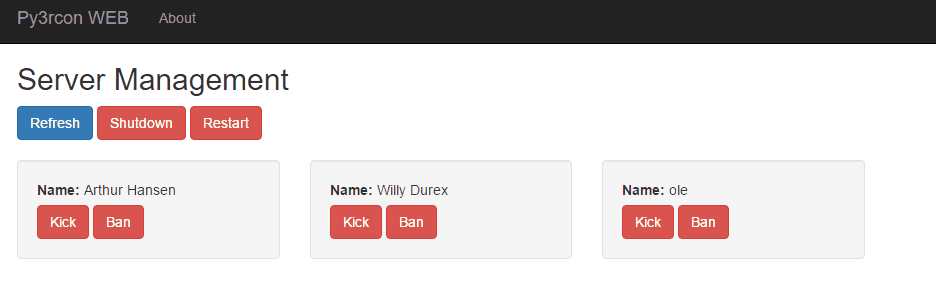 Py3rcon WEB About
Server Management
Refresh Shutdown Restart
Name: Arthur Hansen Name: Willy Durex Name: ole
Kick Ban Kick Ban Kick Ban